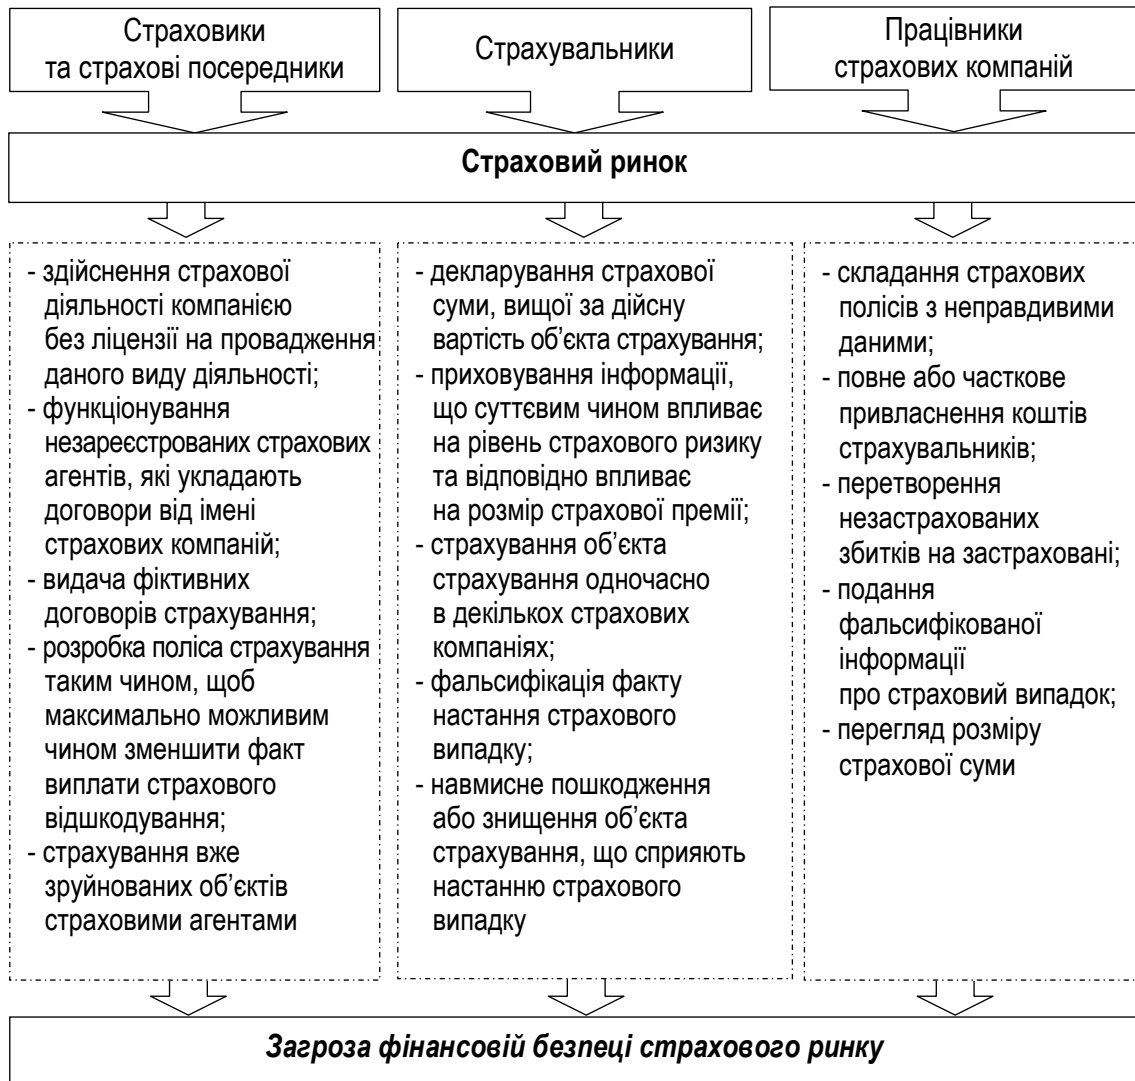 Страховики
та страхові посередники
Страхувальники
Працівники
страхових компаній
Страховий ринок
- здійснення страхової
діяльності компанією
без ліцензії на провадження
даного виду діяльності;
- функціонування
незареєстрованих страхових
агентів, які укладають
договори від імені
страхових компаній;
- видача фіктивних
договорів страхування;
- розробка поліса страхування
таким чином, щоб
максимально можливим
чином зменшити факт
виплати страхового
відшкодування;
- страхування вже
зруйнованих об’єктів
страховими агентами
- декларування страхової
суми, вищої за дійсну
вартість об’єкта страхування;
- приховування інформації,
що суттєвим чином впливає
на рівень страхового ризику
та відповідно впливає
на розмір страхової премії;
- страхування об’єкта
страхування одночасно
в декількох страхових
компаніях;
- фальсифікація факту
настання страхового
випадку;
- навмисне пошкодження
або знищення об’єкта
страхування, що сприяють
настанню страхового
випадку
- складання страхових
полісів з неправдивими
даними;
- повне або часткове
привласнення коштів
страхувальників;
- перетворення
незастрахованих
збитків на застраховані;
- подання
фальсифікованої
інформації
про страховий випадок;
- перегляд розміру
страхової суми
Загроза фінансовій безпеці страхового ринку